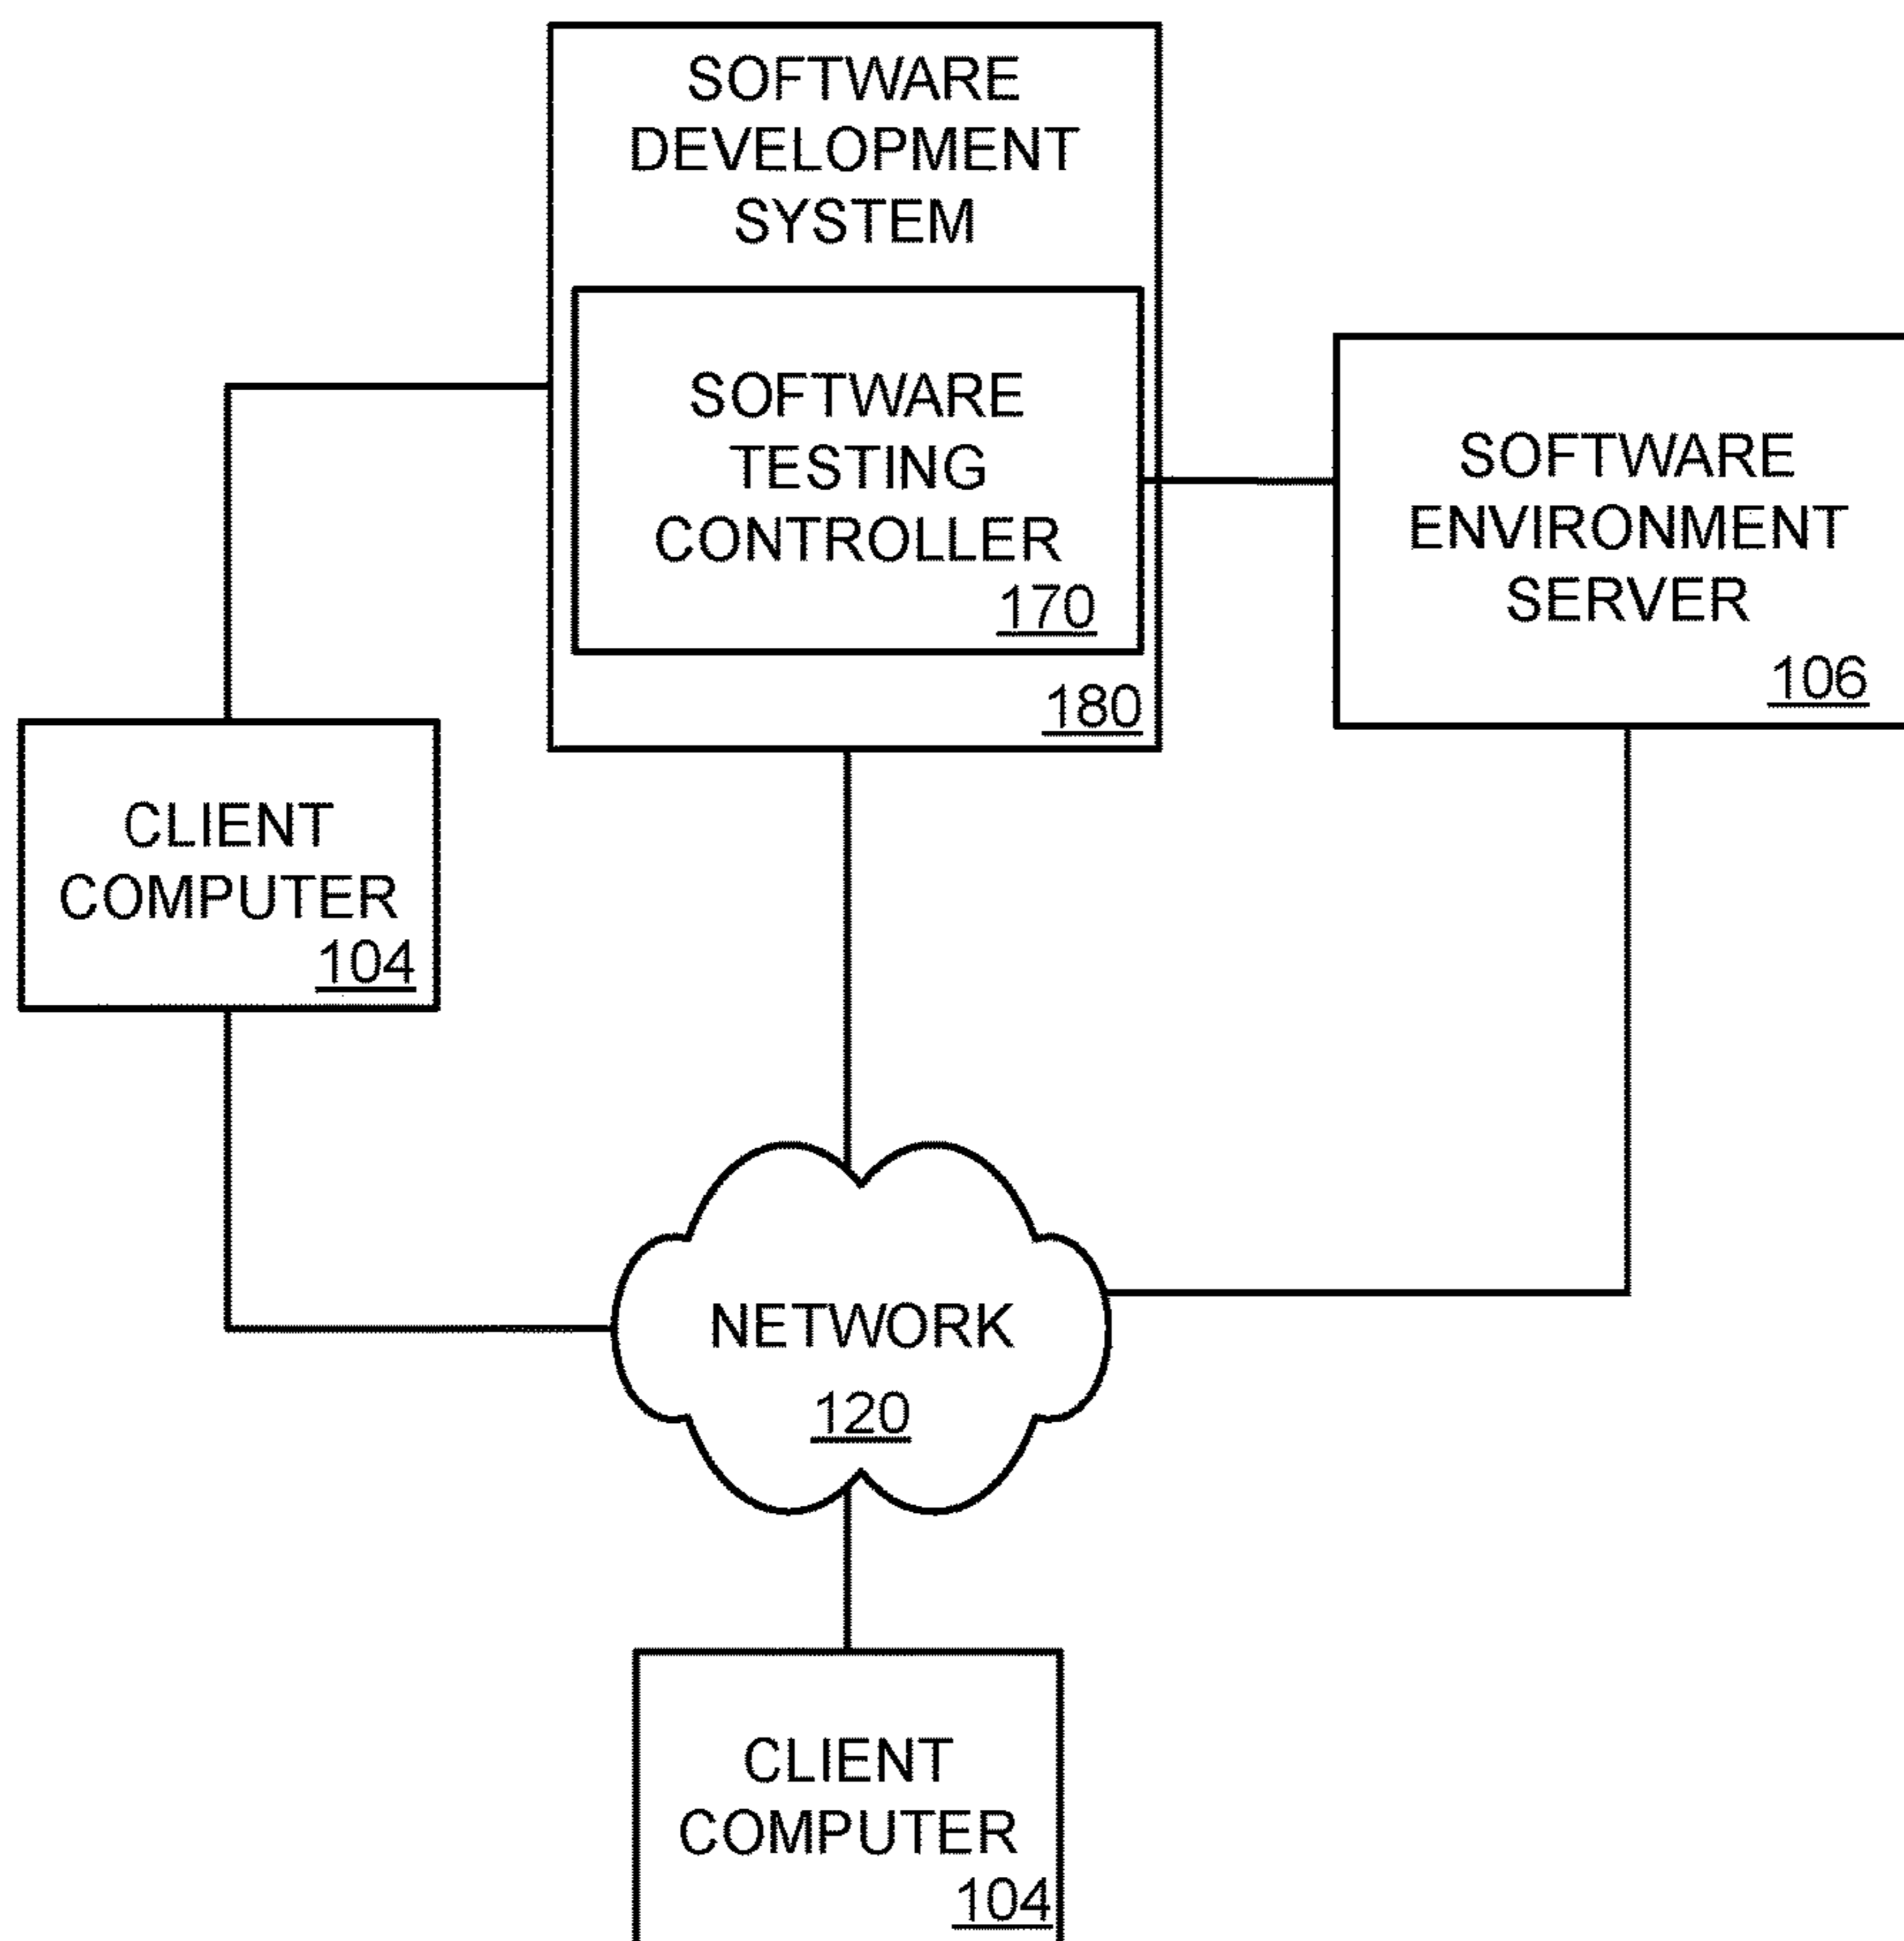 SOFTWARE
DEVELOPMENT
SYSTEM
SOFTWARE
TESTING
CONTROLLER
170
180
SOFTWARE
ENVIRONMENT
SERVER
106
CLIENT
COMPUTER
104
NETWORK
120
CLIENT
COMPUTER
104